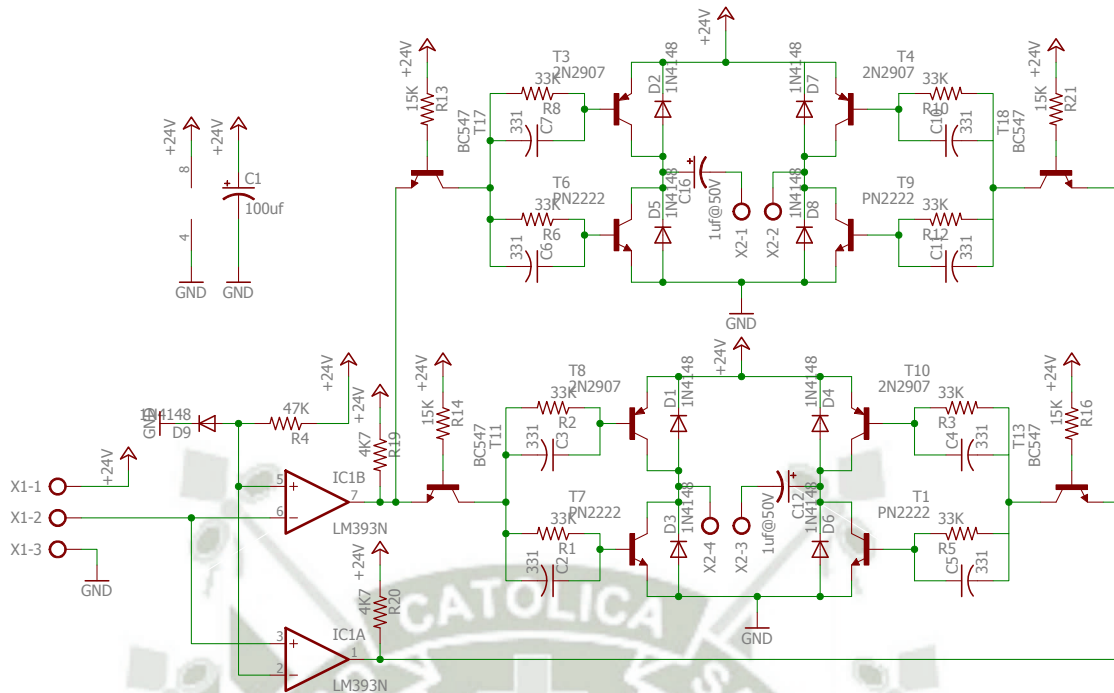 +24V
+24V
+24V
15K
R13
T17
BC547
33K
R8
331
C7
T3
2N2907
D2
1N4148
D7
1N4148
T4
2N2907
33K
R10
331
C10
T18
BC547
15K
R21
+24V
+24V
8
4
GND
C1
100uf
GND
T6
PN2222
33K
R6
331
C6
D5
1N4148
C16
1uf@50V
X2-1
X2-2
D8
1N4148
T9
PN2222
33K
R12
331
C11
GND
+24V
+24V
+24V
+24V
+24V
GND
1N4148
D9
47K
R4
4K7
R19
15K
R14
T11
BC547
33K
R2
331
C3
T8
2N2907
D1
1N4148
D4
1N4148
T10
2N2907
33K
R3
331
C4
T13
BC547
15K
R16
X1-1
+24V
X1-2
X1-3
GND
5
6
7
IC1B
LM393N
T7
PN2222
33K
R1
331
C2
D3
1N4148
X2-4
X2-3
1uf@50V
C12
D6
1N4148
T1
PN2222
33K
R5
331
C5
GND
+24V
4K7
R20
3
2
1
IC1A
LM393N
CATOLICA